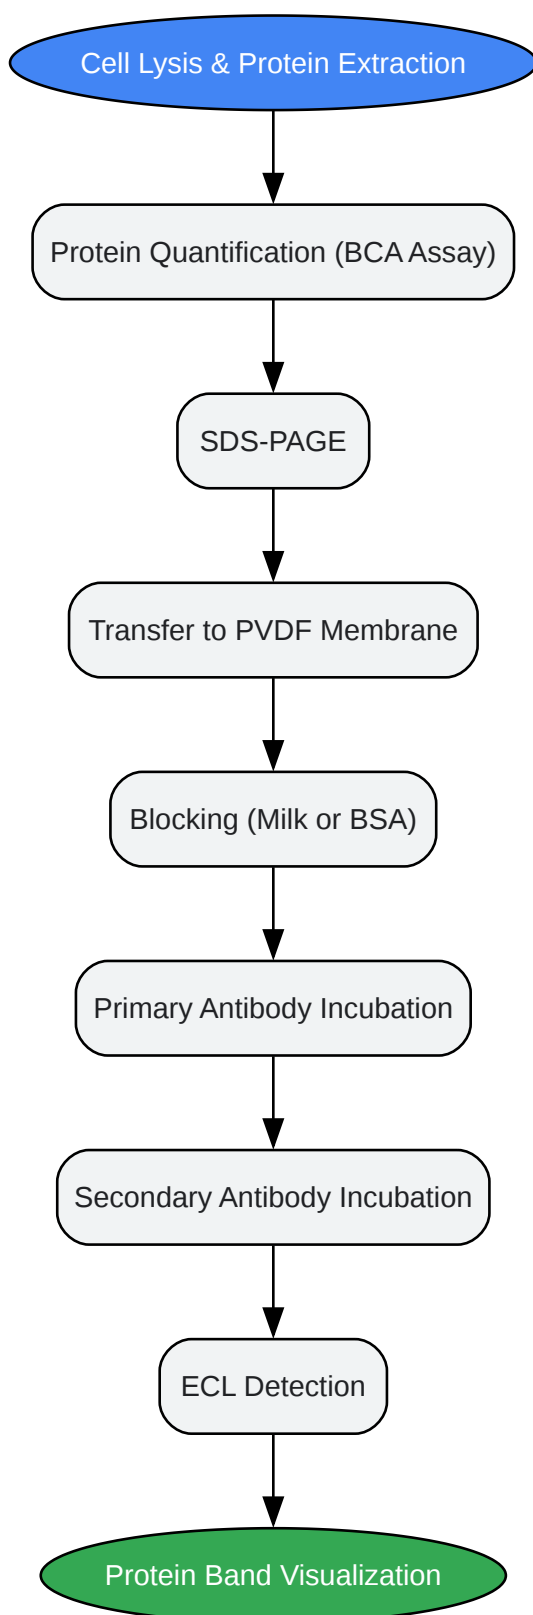 Cell Lysis & Protein Extraction
Protein Quantification (BCA Assay)
SDS-PAGE
Transfer to PVDF Membrane
Blocking (Milk or BSA)
Primary Antibody Incubation
Secondary Antibody Incubation
ECL Detection
Protein Band Visualization